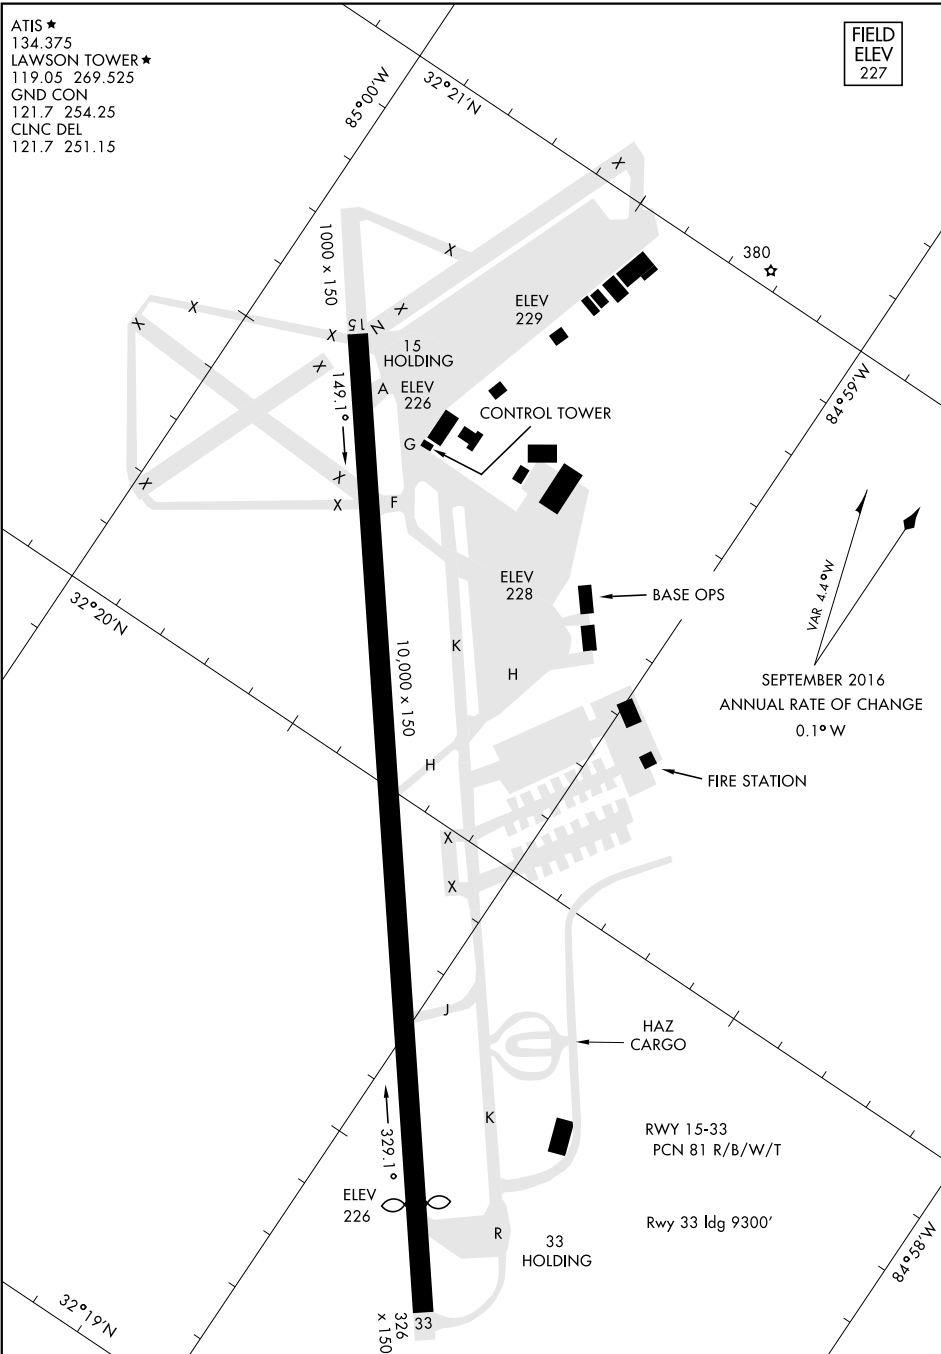 ATIS ★
134.375
LAWSON TOWER ★
119.05 269.525
GND CON
121.7 254.25
CLNC DEL
121.7 251.15
FIELD
ELEV
227
85°00'W
32°21'N
380
1000 x 150
ELEV
229
X
X
X
X
X
X
X
15
N
15
HOLDING
149.1°
A
ELEV
226
84°59'W
CONTROL TOWER
G
X
X
X
F
VAR 4.4°W
ELEV
228
BASE OPS
32°20'N
10,000 x 150
K
H
SEPTEMBER 2016
ANNUAL RATE OF CHANGE
0.1° W
H
FIRE STATION
X
X
J
HAZ
CARGO
K
329.1°
RWY 15-33
PCN 81 R/B/W/T
ELEV
226
Rwy 33 ldg 9300'
R
33
HOLDING
84°58'W
32°19'N
326
x 150
33